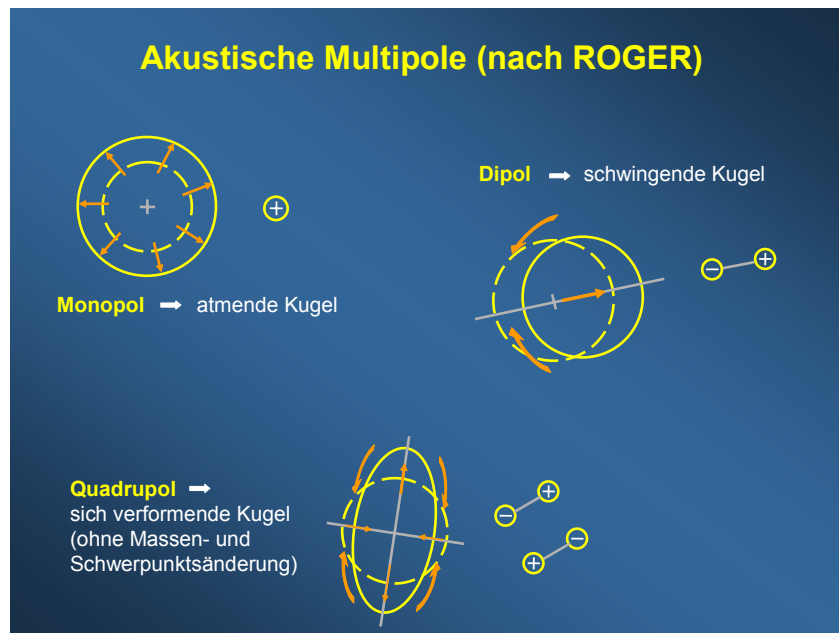 Akustische Multipole (nach ROGER)
+
Monopol → atmende Kugel
Dipol → schwingende Kugel
− +
Quadrupol →
sich verformende Kugel
(ohne Massen- und
Schwerpunktsänderung)
− +
+ −